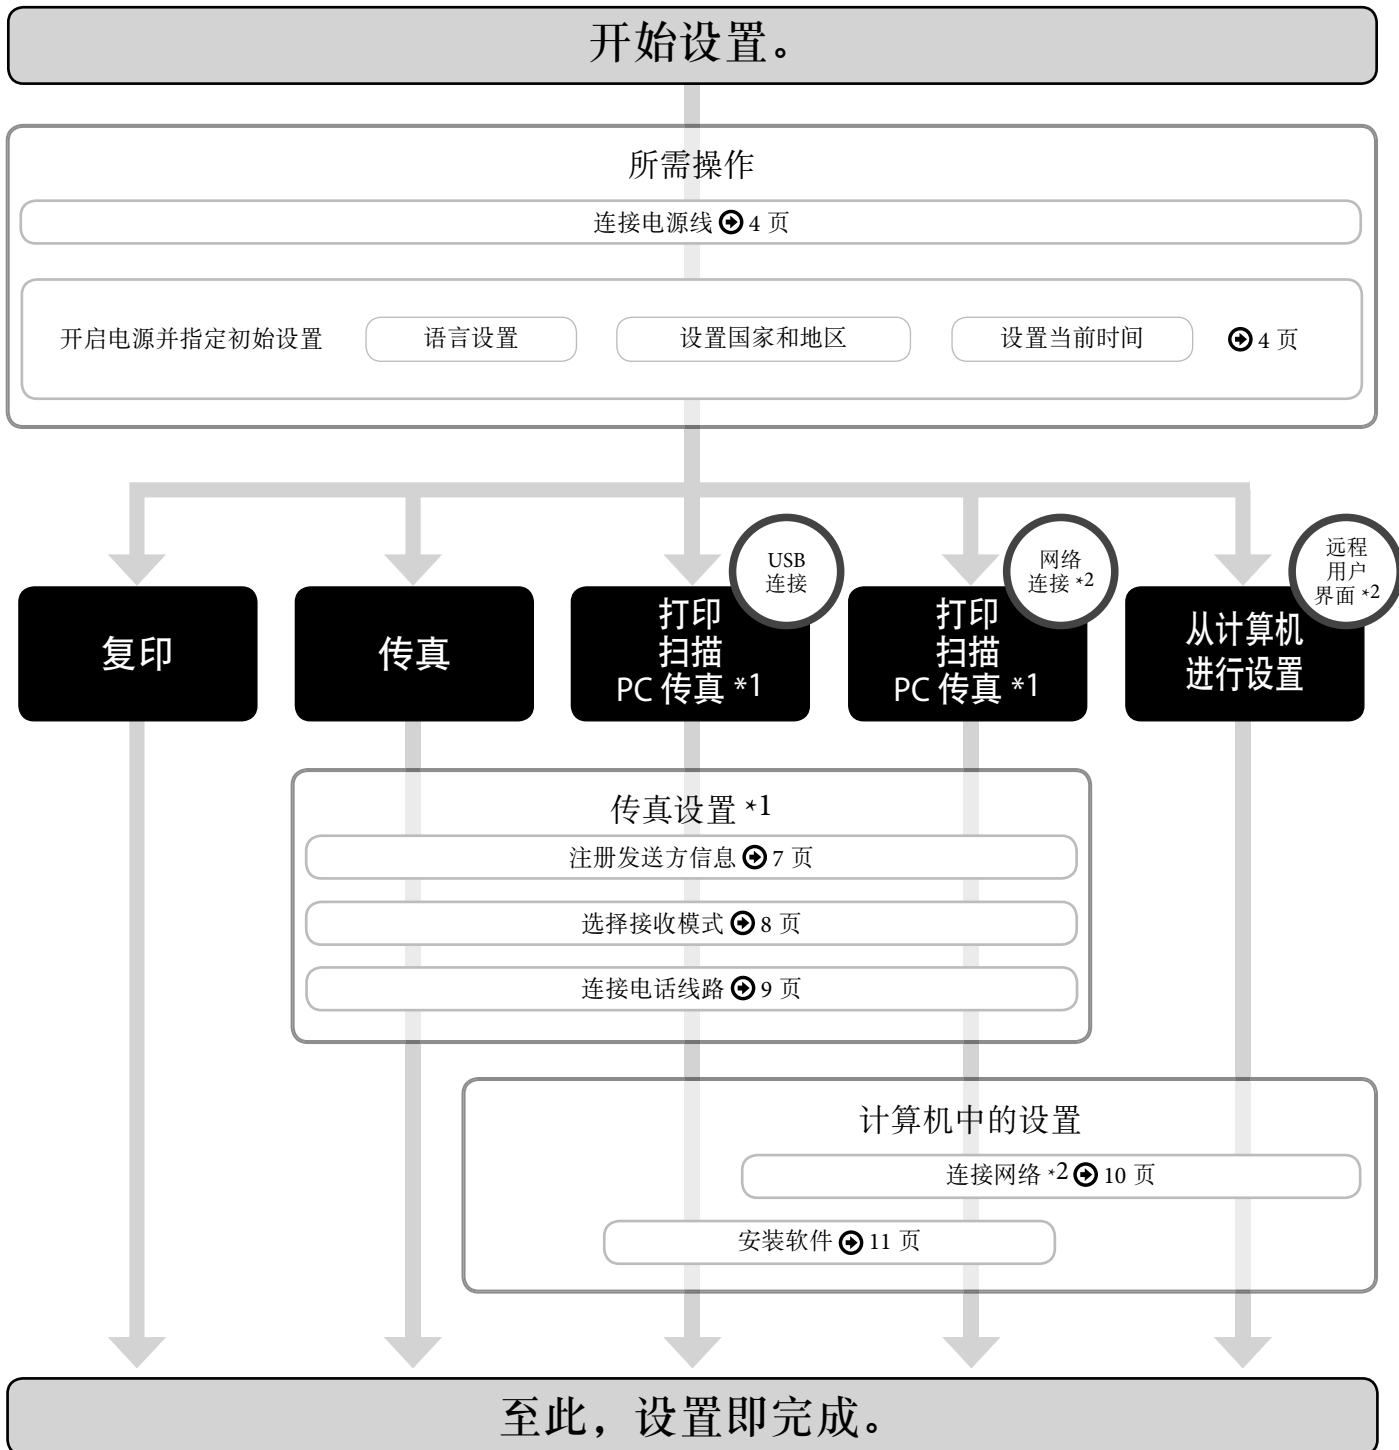 开始设置。
所需操作
连接电源线 4 页
开启电源并指定初始设置 语言设置 设置国家和地区 设置当前时间 4 页
复印
传真
USB
连接
打印
扫描
PC 传真 *1
网络
连接 *2
打印
扫描
PC 传真 *1
远程
用户
界面 *2
从计算机
进行设置
传真设置 *1
注册发送方信息 7 页
选择接收模式 8 页
连接电话线路 9 页
计算机中的设置
连接网络 *2 10 页
安装软件 11 页
至此，设置即完成。